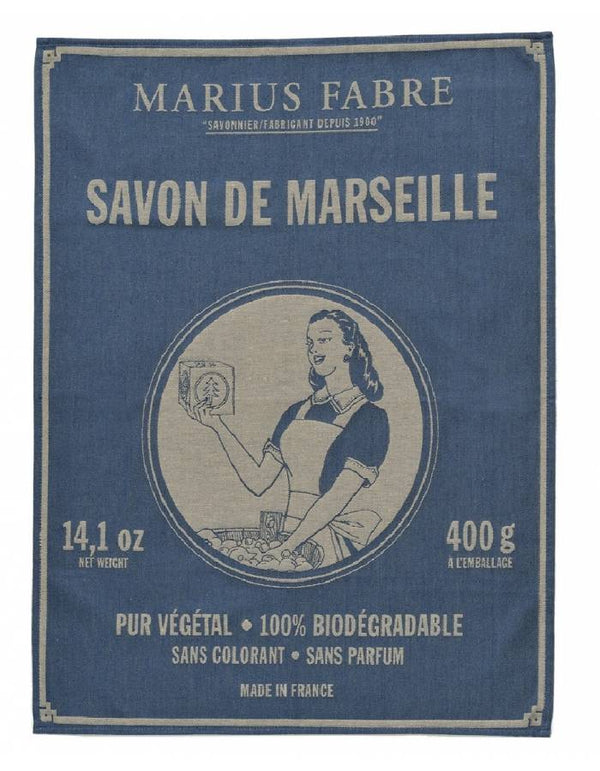 MARIUS FABRE
"SAVONNIER/FABRICANT DEPUIS 1900"
SAVON DE MARSEILLE
14,1 oz
NET WEIGHT
400 g
A L'EMBALLAGE
PUR VÉGÉTAL • 100% BIODÉGRADABLE
SANS COLORANT • SANS PARFUM
MADE IN FRANCE